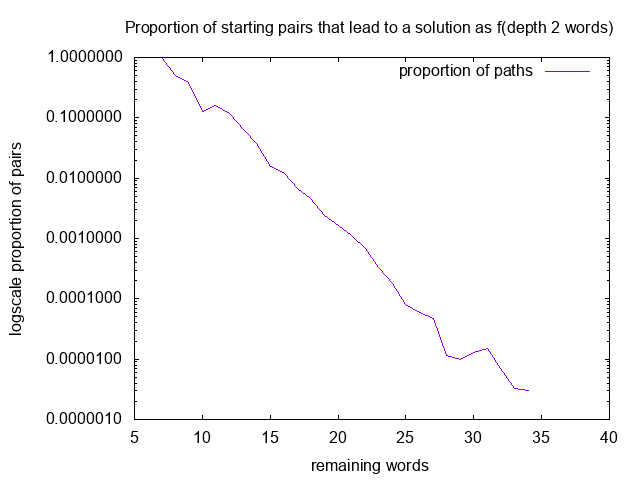 Proportion of starting pairs that lead to a solution as f(depth 2 words)
1.0000000
proportion of paths
0.1000000
0.0100000
logscale proportion of pairs
0.0010000
0.0001000
0.0000100
0.0000010
5 10 15 20 25 30 35 40
remaining words